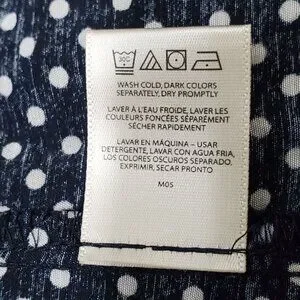 30C
WASH COLD, DARK COLORS
SEPARATELY, DRY PROMPTLY
LAVER À L'EAU FROIDE, LAVER LES
COULEURS FONCÉES SÉPARÉMENT
SÉCHER RAPIDEMENT
LAVAR EN MÁQUINA – USAR
DETERGENTE, LAVAR CON AGUA FRIA,
LOS COLORES OSCUROS SEPARADO,
EXPRIMIR, SECAR PRONTO
M05